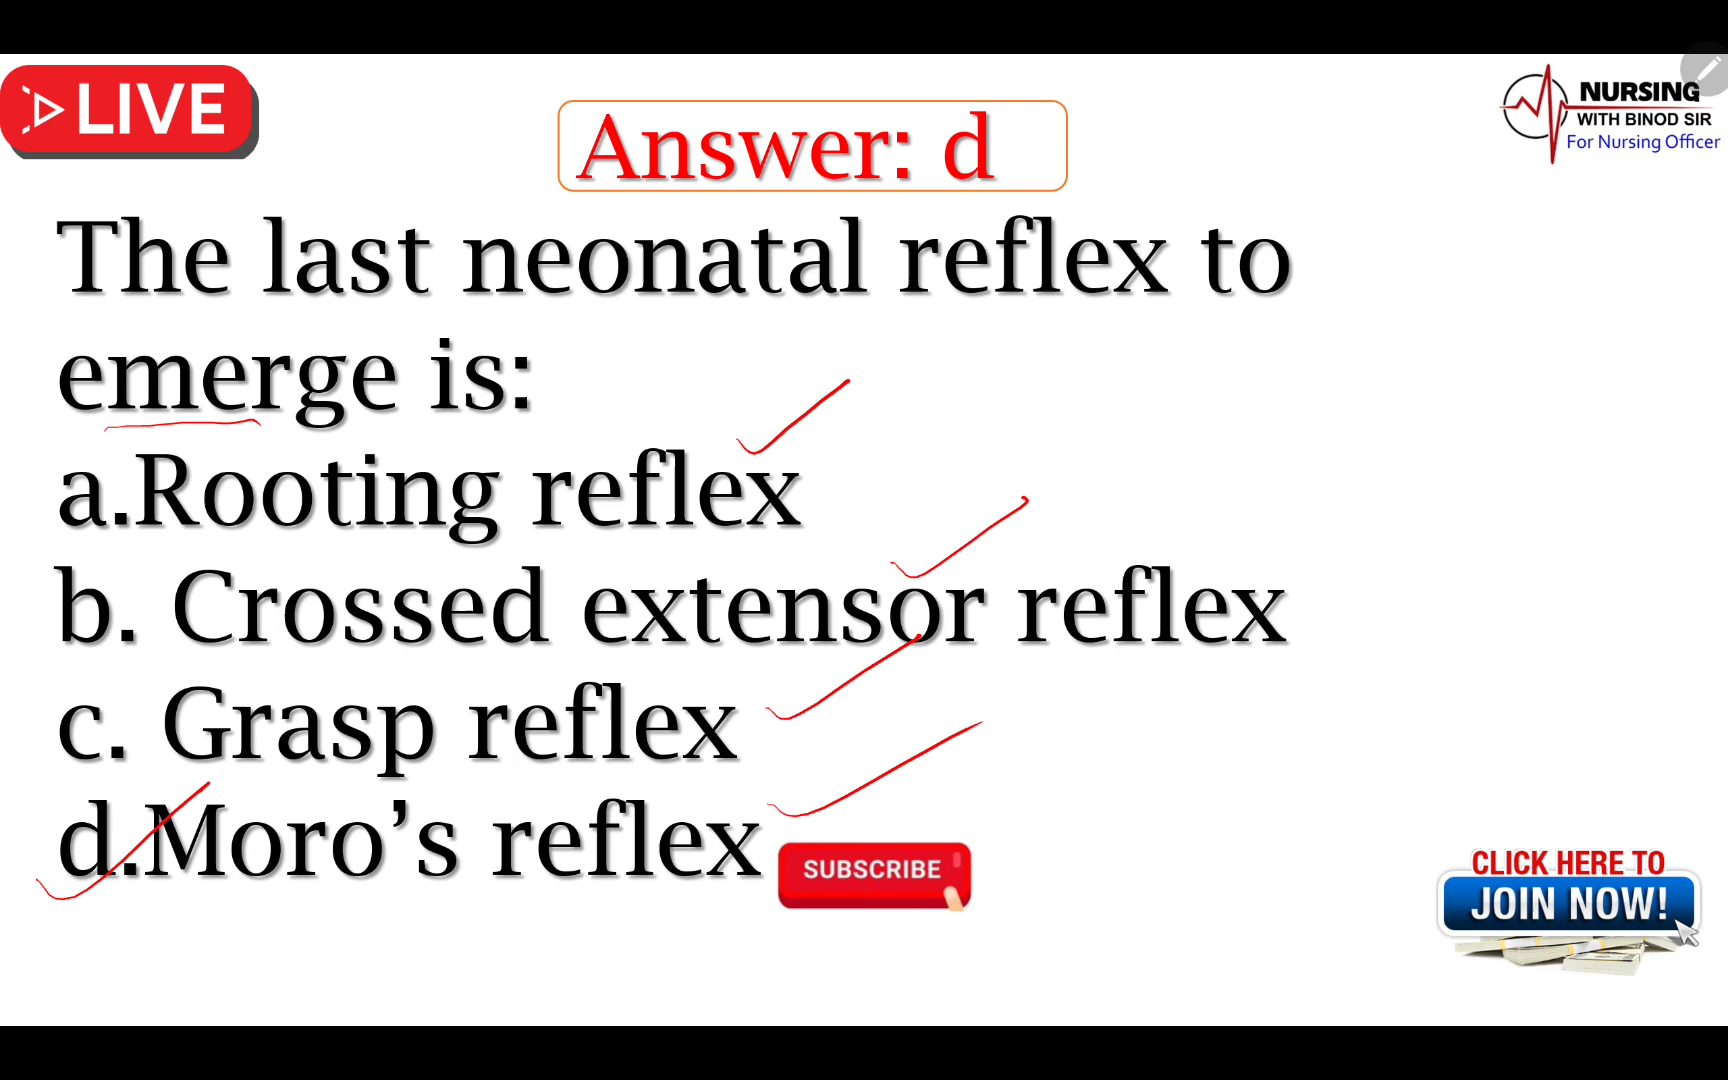 LIVE
NURSING
WITH BINOD SIR
For Nursing Officer
Answer: d
The last neonatal reflex to
emerge is:
a.Rooting reflex
b. Crossed extensor reflex
c. Grasp reflex
d.Moro’s reflex
SUBSCRIBE
CLICK HERE TO
JOIN NOW!